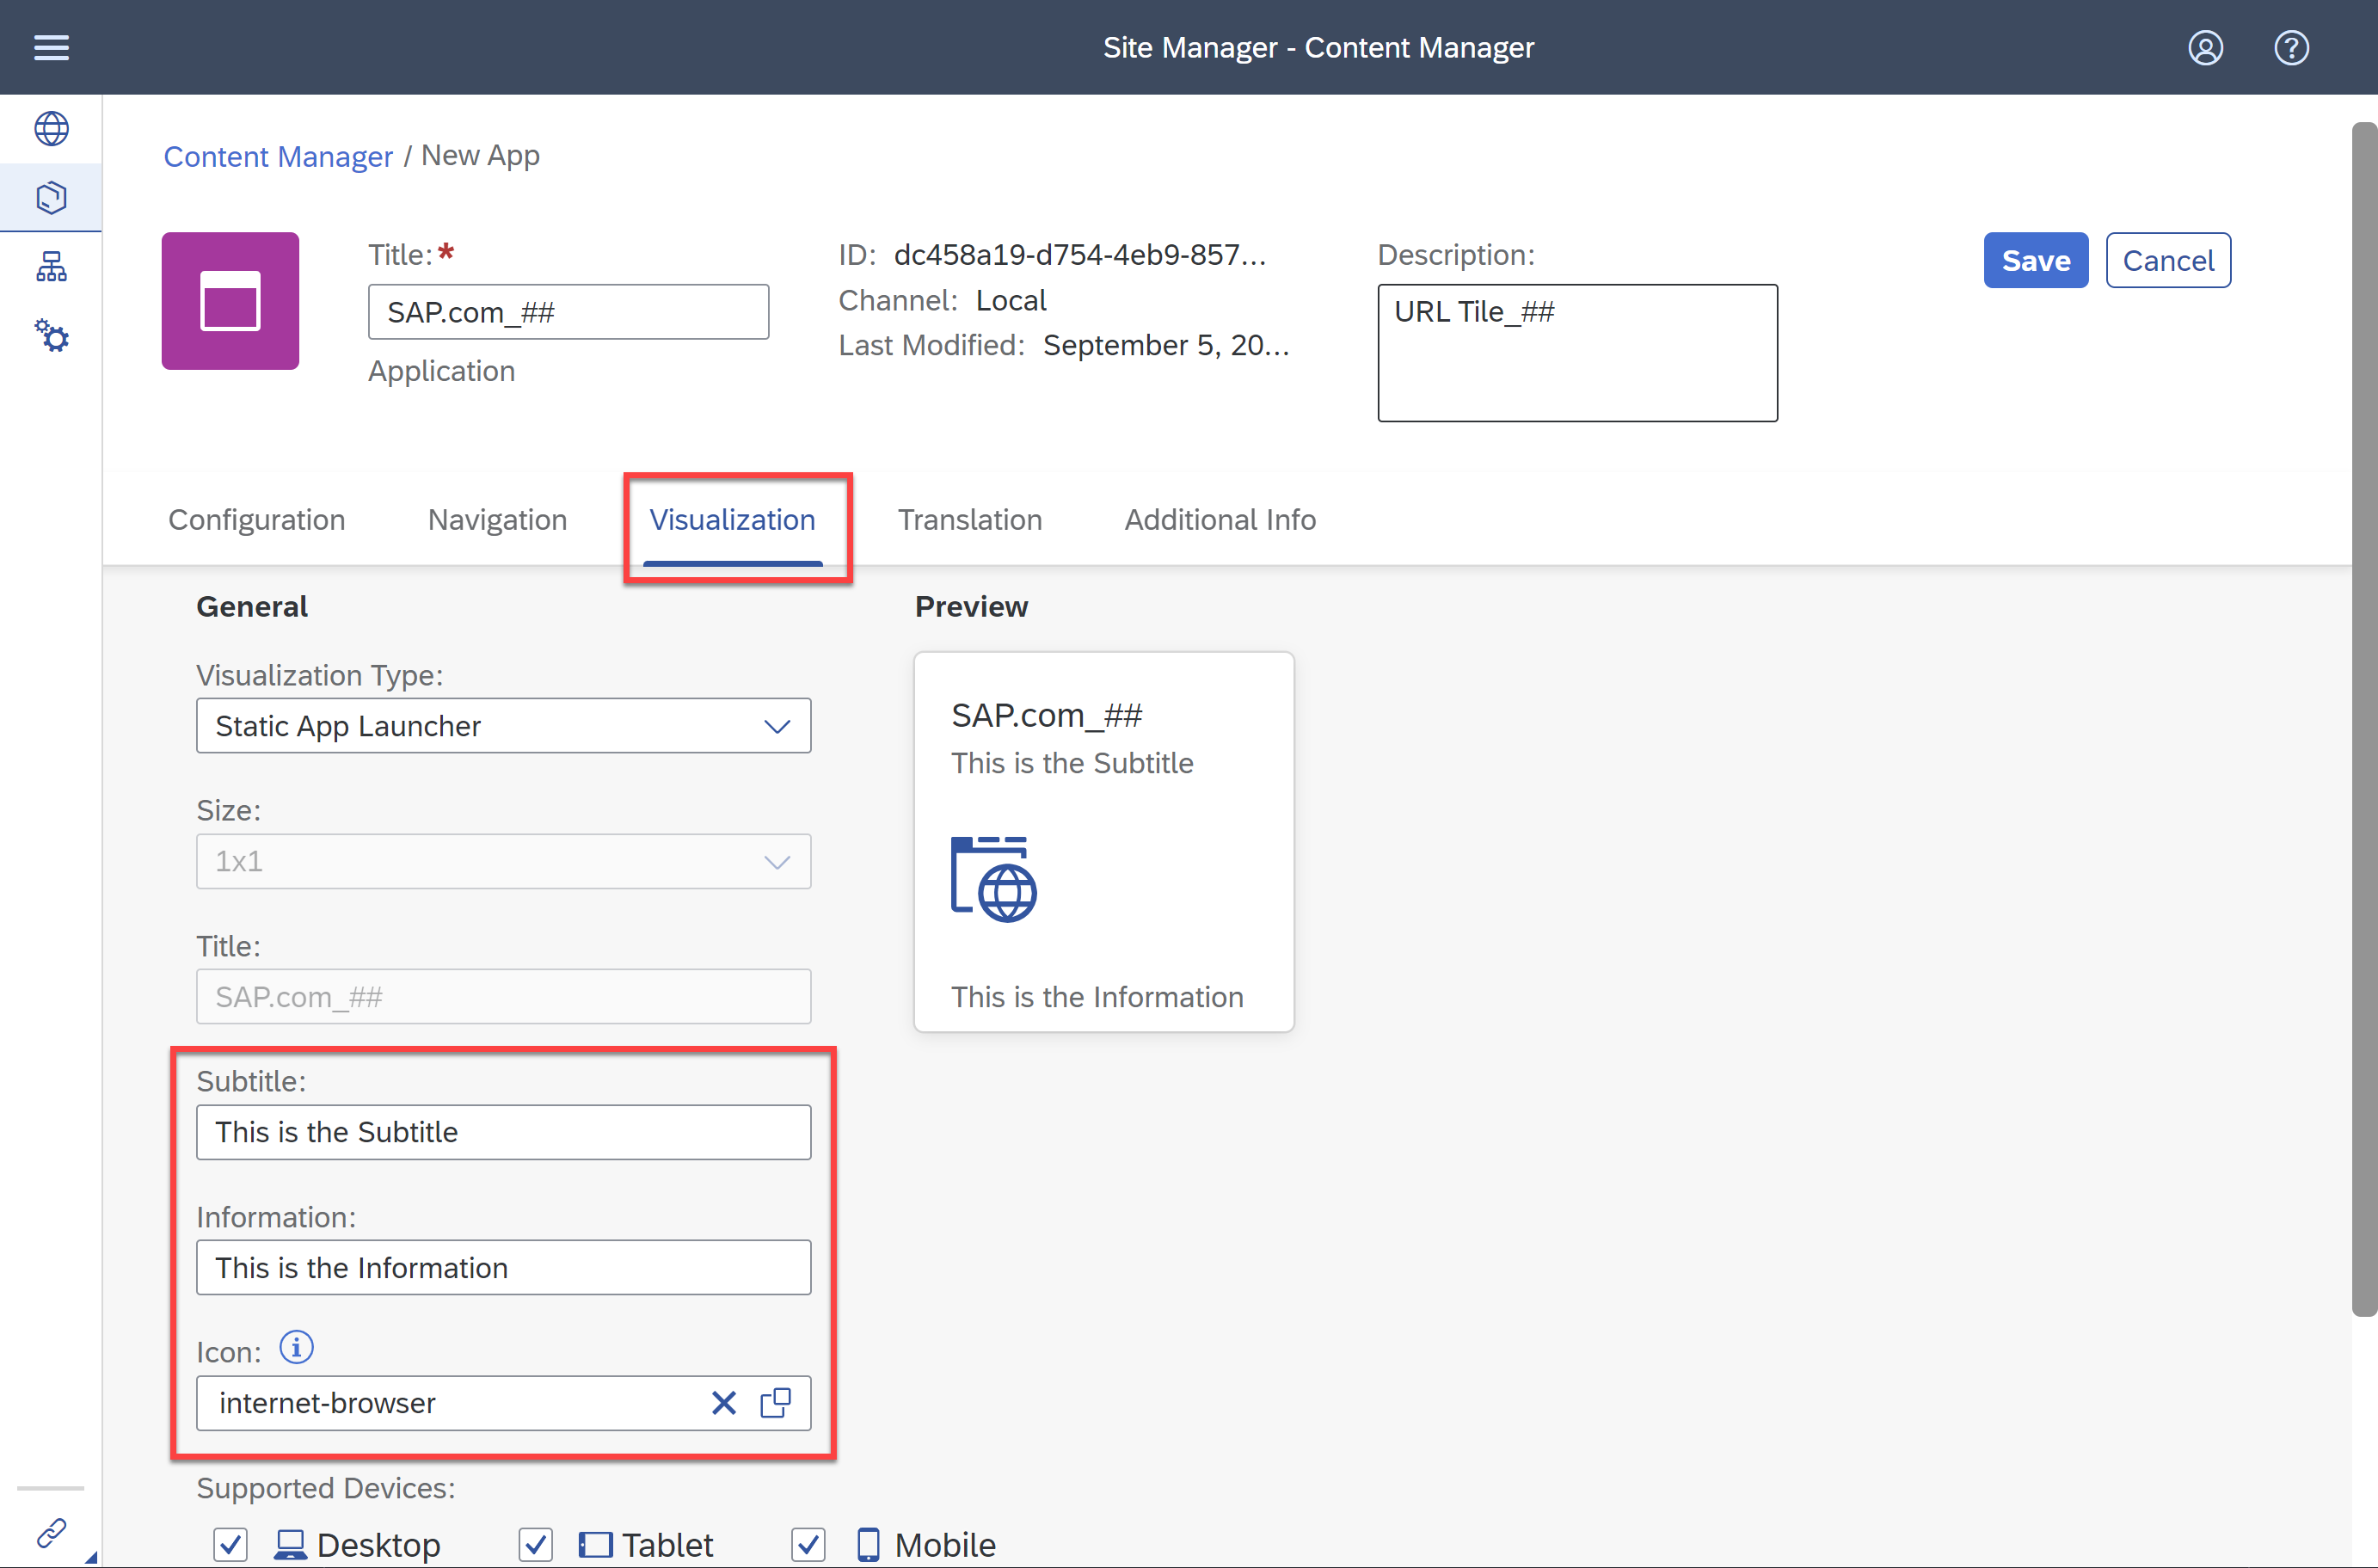 Site Manager - Content Manager
Content Manager / New App
Title:*
SAP.com_##
Application
ID: dc458a19-d754-4eb9-857...
Channel: Local
Last Modified: September 5, 20...
Description:
URL Tile_##
Save
Cancel
Configuration
Navigation
Visualization
Translation
Additional Info
General
Visualization Type:
Static App Launcher
Size:
1x1
Title:
SAP.com_##
Subtitle:
This is the Subtitle
Information:
This is the Information
Icon:
internet-browser
Supported Devices:
Desktop
Tablet
Mobile
Preview
SAP.com_##
This is the Subtitle
This is the Information